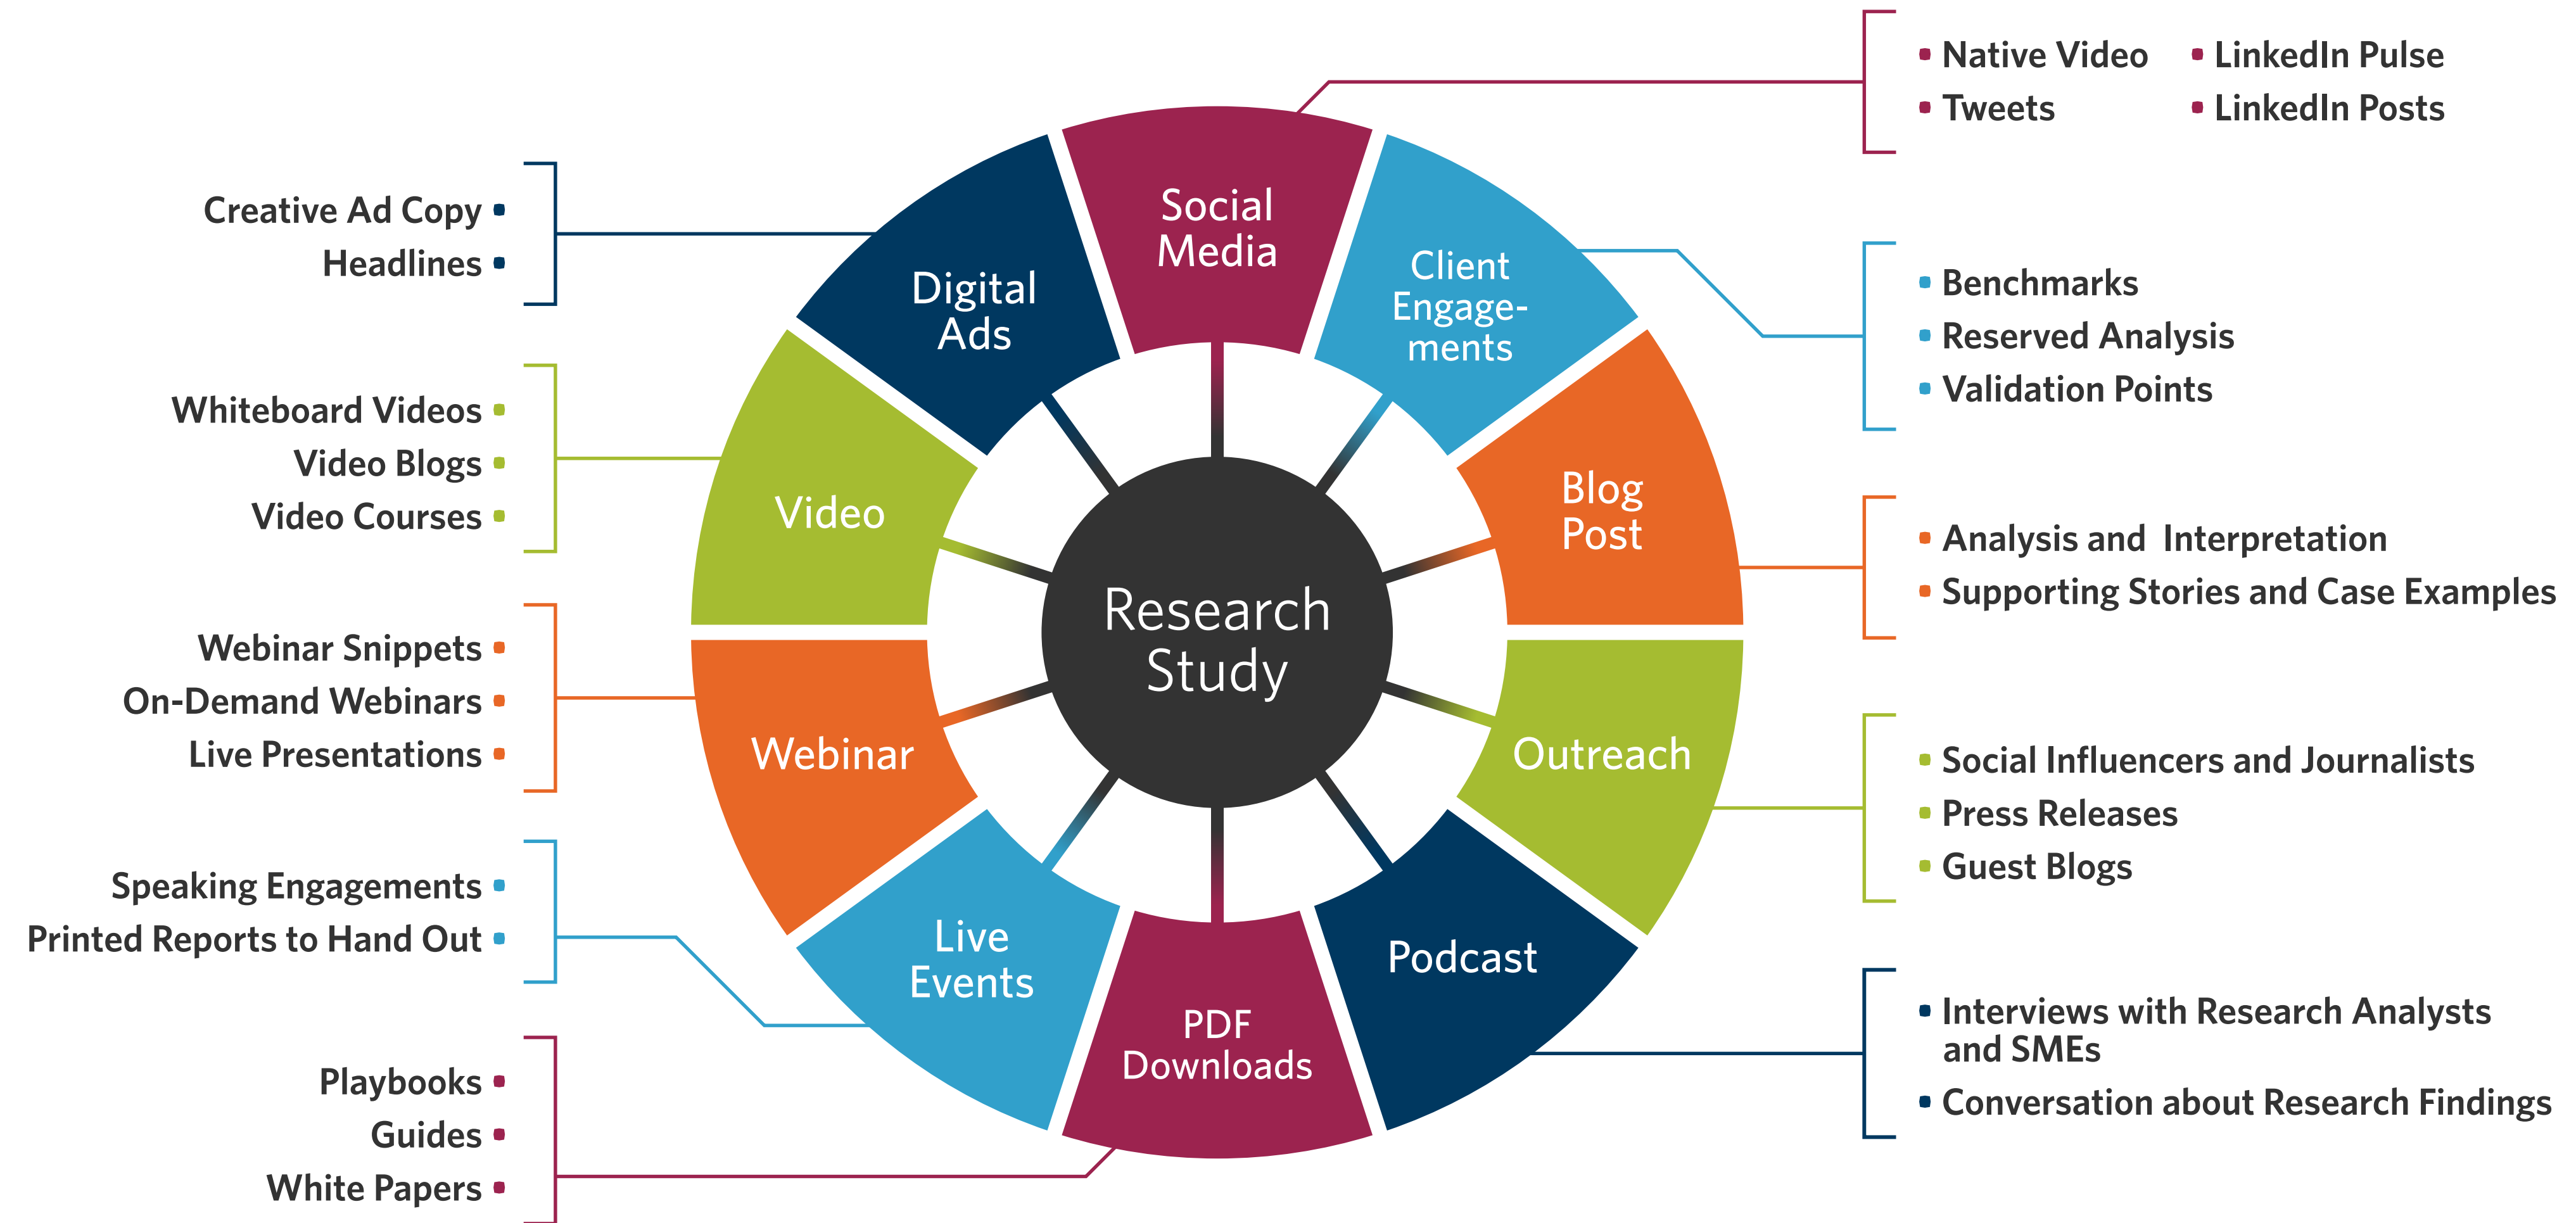 Native Video
LinkedIn Pulse
Tweets
LinkedIn Posts
Creative Ad Copy
Headlines
Social
Media
Client
Engage-
ments
Benchmarks
Reserved Analysis
Validation Points
Digital
Ads
Whiteboard Videos
Video Blogs
Video Courses
Video
Blog
Post
Analysis and Interpretation
Supporting Stories and Case Examples
Research
Study
Webinar Snippets
On-Demand Webinars
Live Presentations
Webinar
Outreach
Social Influencers and Journalists
Press Releases
Guest Blogs
Speaking Engagements
Printed Reports to Hand Out
Live
Events
Podcast
PDF
Downloads
Interviews with Research Analysts
and SMEs
Conversation about Research Findings
Playbooks
Guides
White Papers